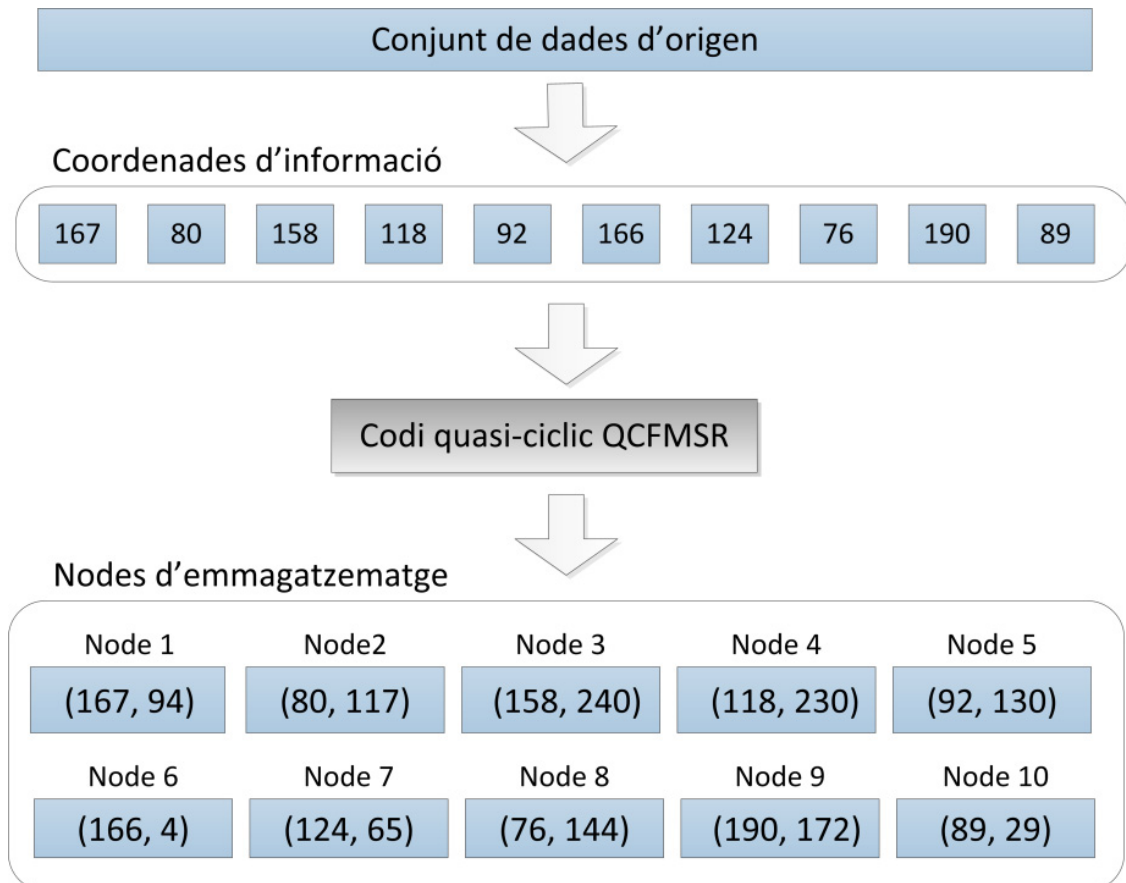 Conjunt de dades d’origen
Coordenades d’informació
167 80 158 118 92 166 124 76 190 89
Codi quasi-ciclic QCFMSR
Nodes d’emmagatzematge
Node 1 Node2 Node 3 Node 4 Node 5
(167, 94) (80, 117) (158, 240) (118, 230) (92, 130)
Node 6 Node 7 Node 8 Node 9 Node 10
(166, 4) (124, 65) (76, 144) (190, 172) (89, 29)